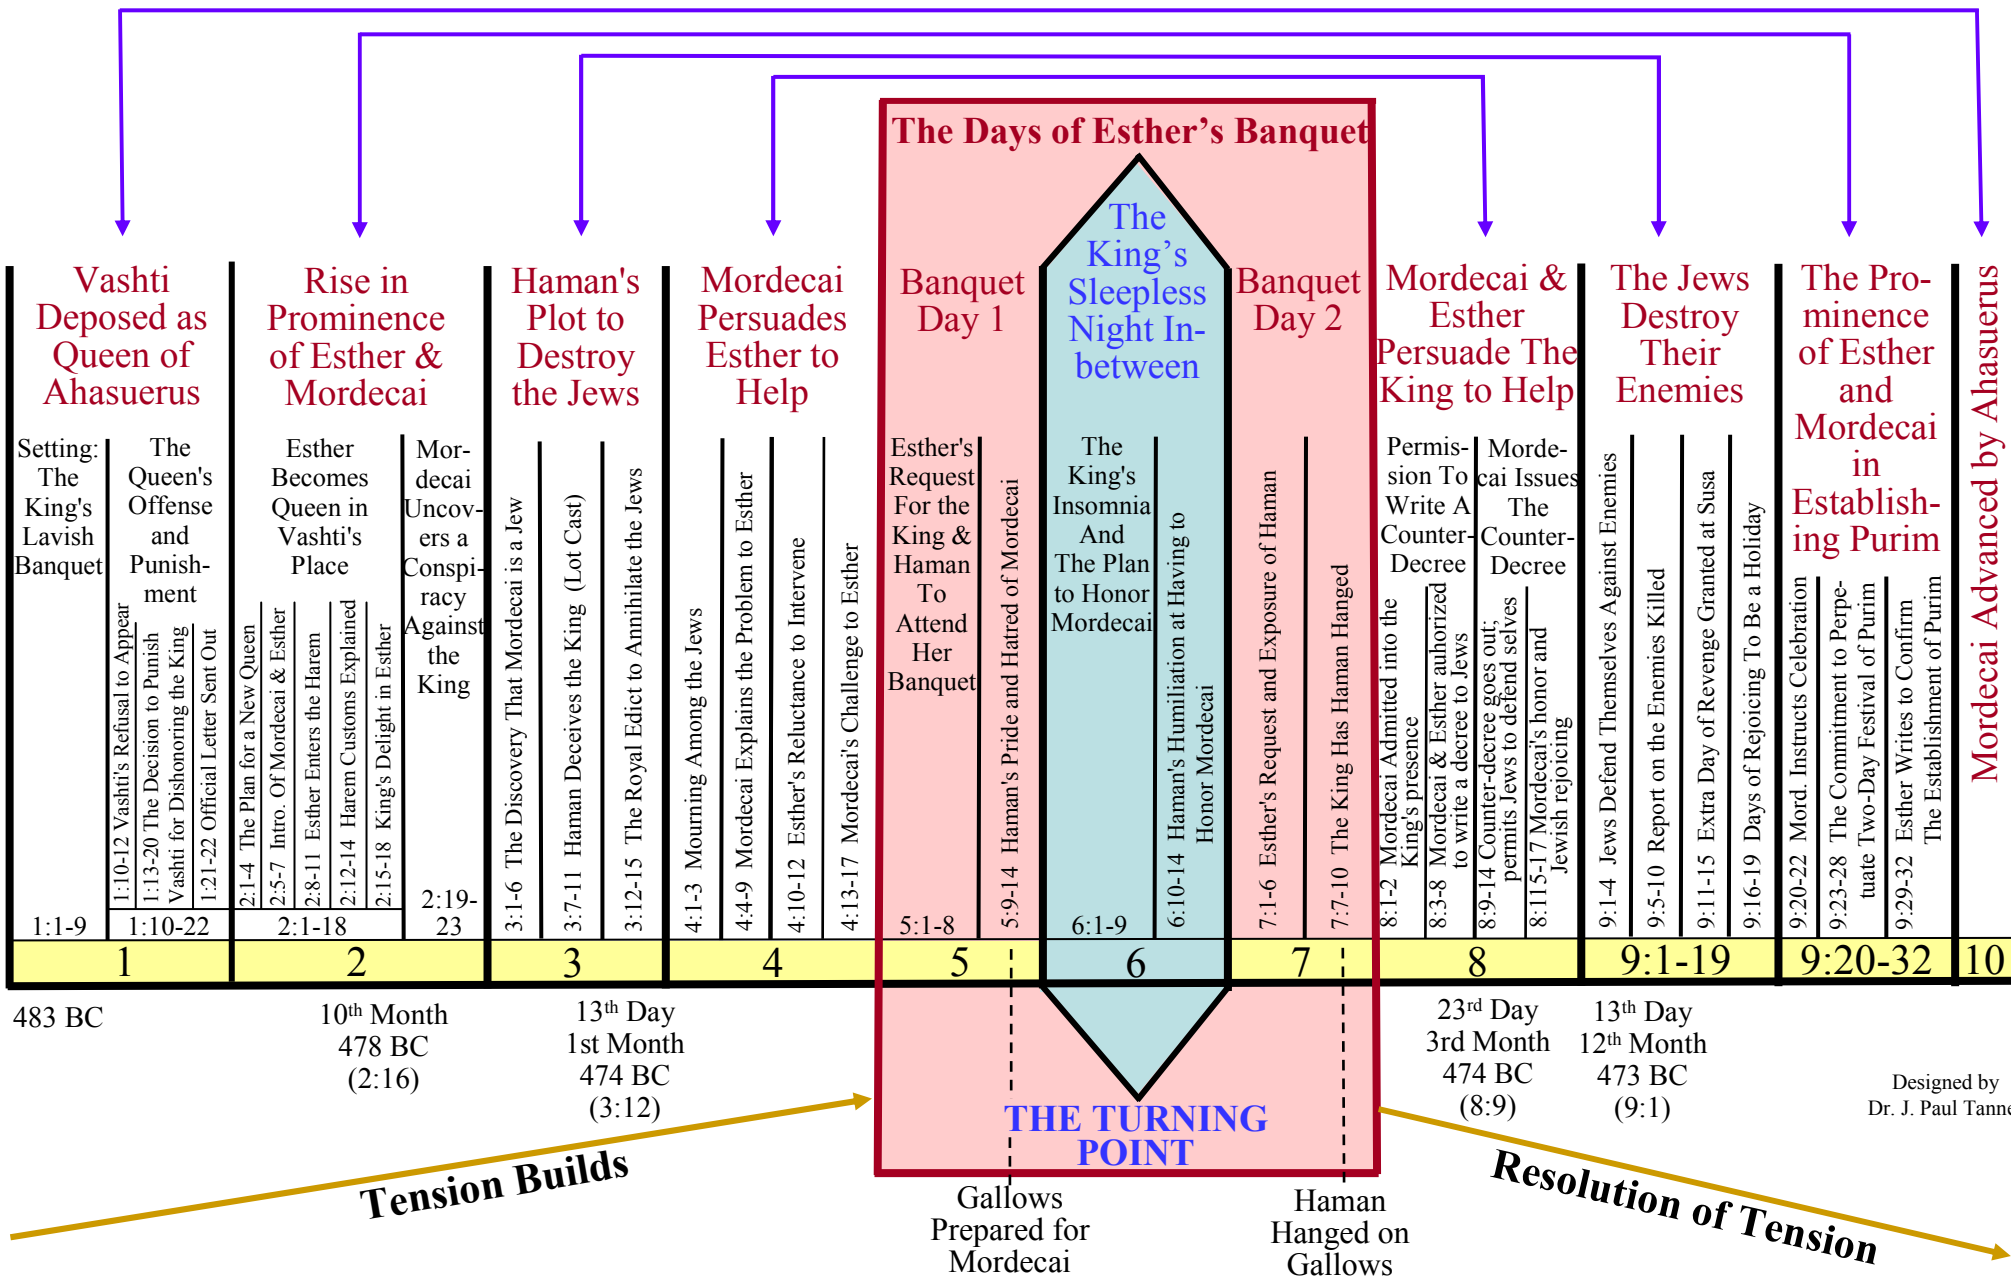 The Days of Esther's Banquet
Vashti
Deposed as
Queen of
Ahasuerus
Rise in
Prominence
of Esther &
Mordecai
Haman's
Plot to
Destroy
the Jews
Mordecai
Persuades
Esther to
Help
Banquet
Day 1
The
King's
Sleepless
Night In-
between
Banquet
Day 2
Mordecai &
Esther
Persuade The
King to Help
The Jews
Destroy
Their
Enemies
The Pro-
minence
of Esther
and
Mordecai
in
Establish-
ing Purim
Mordecai Advanced by Ahasuerus
Setting:
The
King's
Lavish
Banquet
1:1-9
The
Queen's
Offense
and
Punish-
ment
1:10-12 Vashti's Refusal to Appear
1:13-20 The Decision to Punish
Vashti for Dishonoring the King
1:21-22 Official Letter Sent Out
1:10-22
Esther
Becomes
Queen in
Vashti's
Place
2:1-4 The Plan for a New Queen
2:5-7 Intro. Of Mordecai & Esther
2:8-11 Esther Enters the Harem
2:12-14 Harem Customs Explained
2:15-18 King's Delight in Esther
2:1-18
Mor-
decai
Uncov-
ers a
Conspi-
racy
Against
the
King
2:19-
23
3:1-6 The Discovery That Mordecai is a Jew
3:7-11 Haman Deceives the King (Lot Cast)
3:12-15 The Royal Edict to Annihilate the Jews
4:1-3 Mourning Among the Jews
4:4-9 Mordecai Explains the Problem to Esther
4:10-12 Esther's Reluctance to Intervene
4:13-17 Mordecai's Challenge to Esther
Esther's
Request
For the
King &
Haman
To
Attend
Her
Banquet
5:1-8
5:9-14 Haman's Pride and Hatred of Mordecai
The
King's
Insomnia
And
The Plan
to Honor
Mordecai
6:1-9
6:10-14 Haman's Humiliation at Having to
Honor Mordecai
7:1-6 Esther's Request and Exposure of Haman
7:7-10 The King Has Haman Hanged
Permis-
sion To
Write A
Counter-
Decree
8:1-2 Mordecai Admitted into the
King's presence
8:3-8 Mordecai & Esther authorized
to write a decree to Jews
Morde-
cai Issues
The
Counter-
Decree
8:9-14 Counter-decree goes out;
permits Jews to defend selves
8:115-17 Mordecai's honor and
Jewish rejoicing
9:1-4 Jews Defend Themselves Against Enemies
9:5-10 Report on the Enemies Killed
9:11-15 Extra Day of Revenge Granted at Susa
9:16-19 Days of Rejoicing To Be a Holiday
9:20-22 Mord. Instructs Celebration
9:23-28 The Commitment to Perpe-
tuate Two-Day Festival of Purim
9:29-32 Esther Writes to Confirm
The Establishment of Purim
1
2
3
4
5
6
7
8
9:1-19
9:20-32
10
483 BC
10th Month
478 BC
(2:16)
13th Day
1st Month
474 BC
(3:12)
23rd Day
3rd Month
474 BC
(8:9)
13th Day
12th Month
473 BC
(9:1)
Designed by
Dr. J. Paul Tanne
THE TURNING
POINT
Tension Builds
Resolution of Tension
Gallows
Prepared for
Mordecai
Haman
Hanged on
Gallows